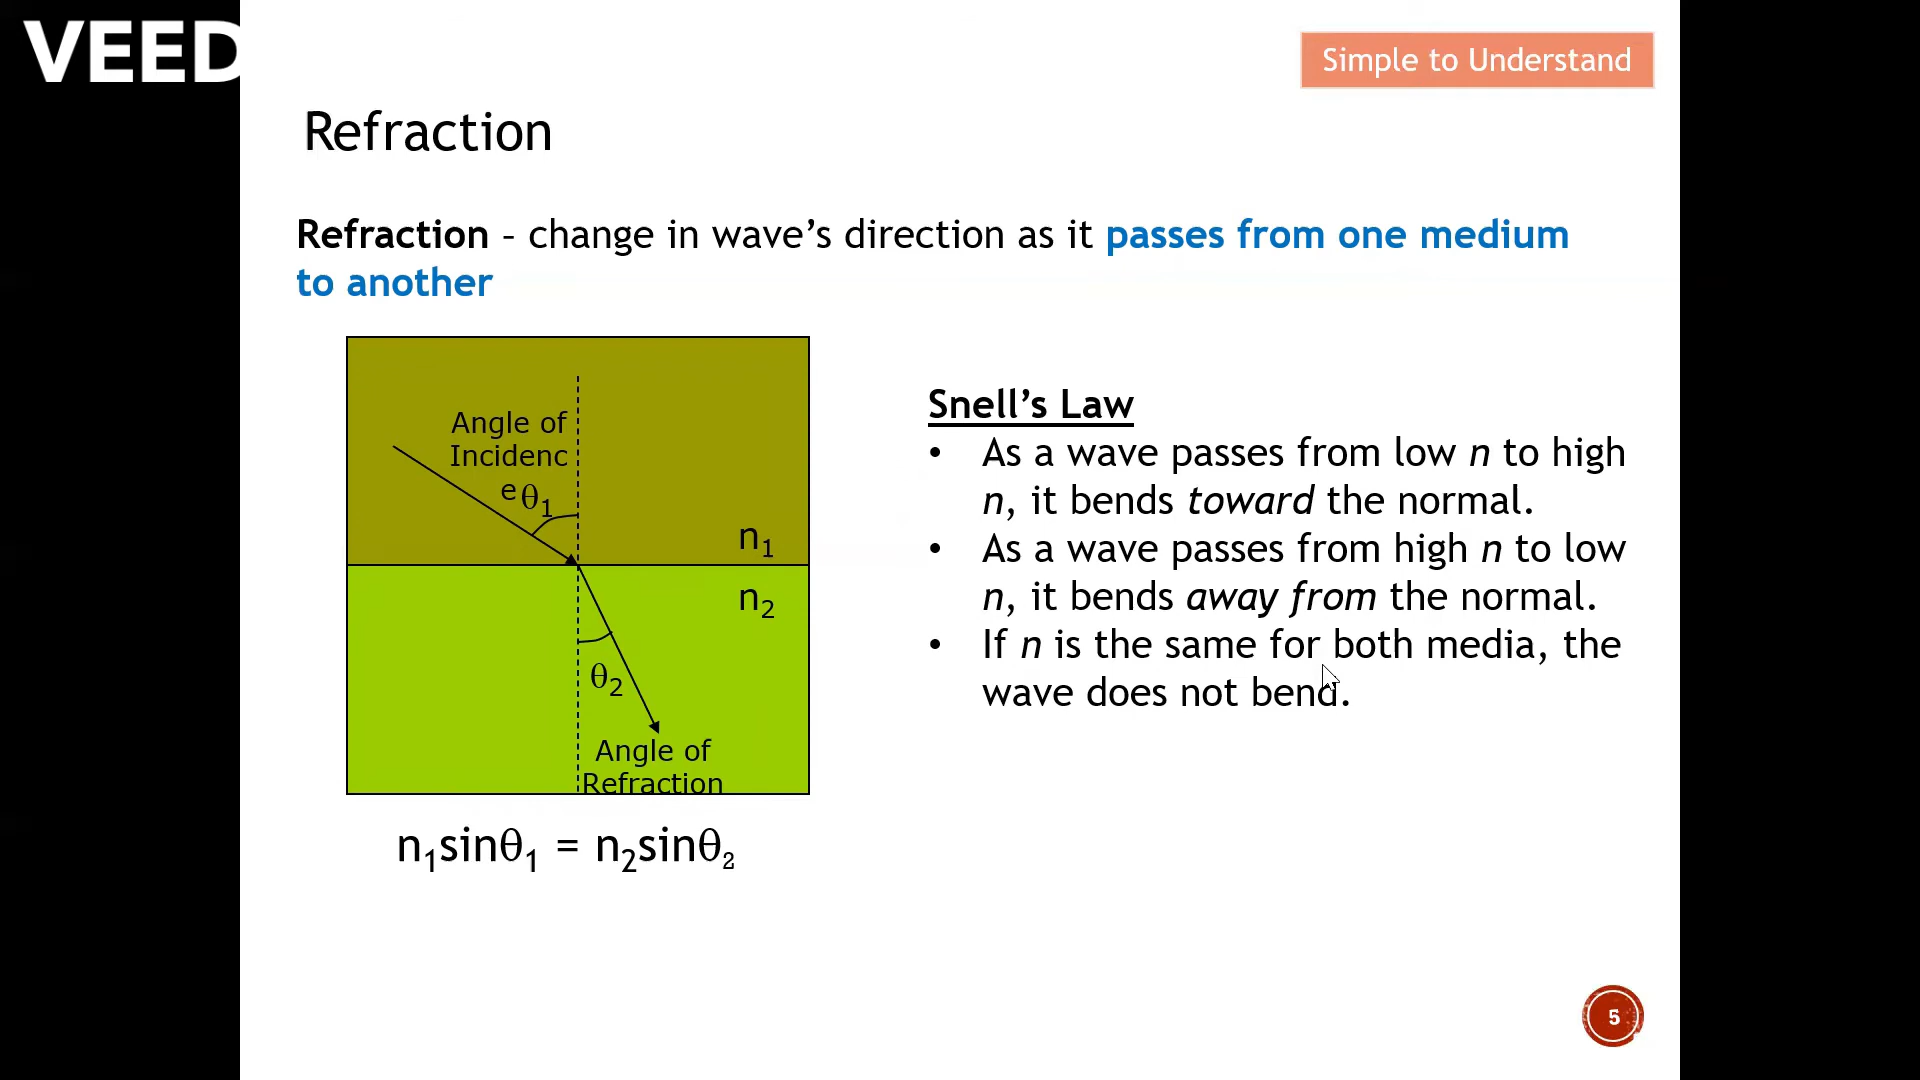 VEED
Simple to Understand
Refraction
Refraction – change in wave’s direction as it passes from one medium
to another
Angle of
Incidenc
e θ₁
n₁
n₂
θ₂
Angle of
Refraction
n₁sinθ₁ = n₂sinθ₂
Snell’s Law
• As a wave passes from low n to high
n, it bends toward the normal.
• As a wave passes from high n to low
n, it bends away from the normal.
• If n is the same for both media, the
wave does not bend.
5